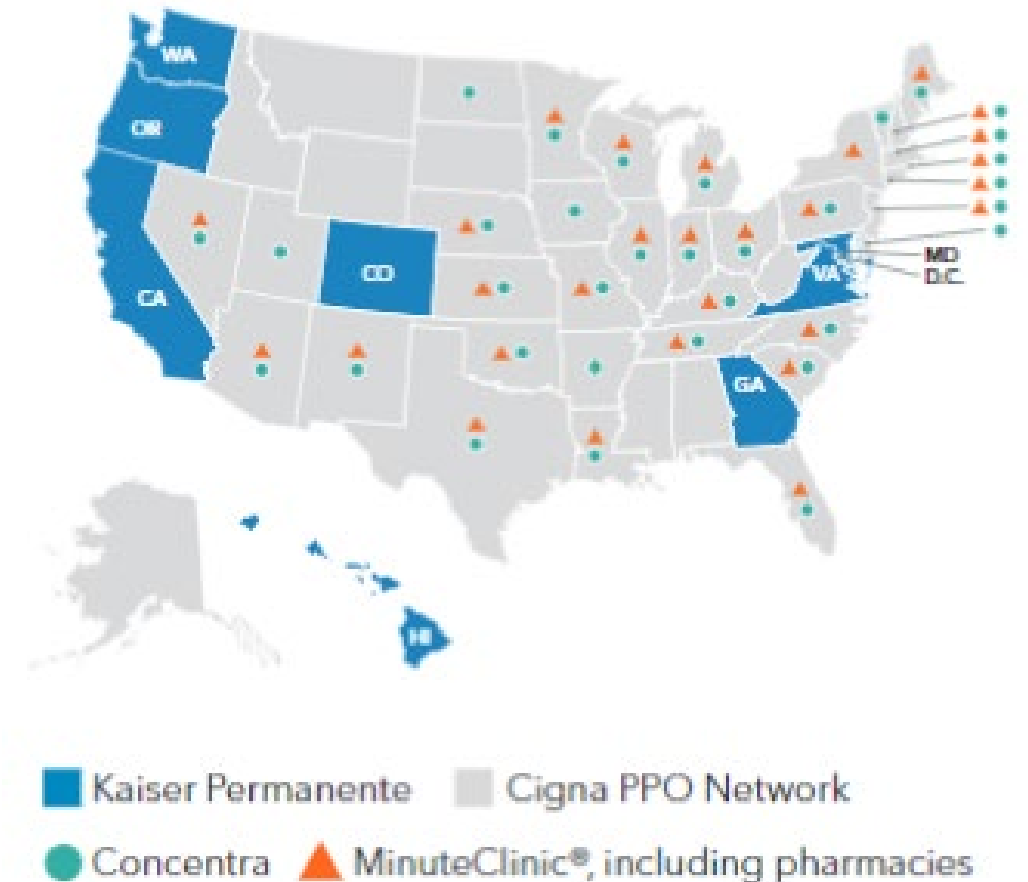 WA
OR
MD
D.C.
VA
CO
CA
GA
HI
Kaiser Permanente
Cigna PPO Network
Concentra
MinuteClinic®, including pharmacies